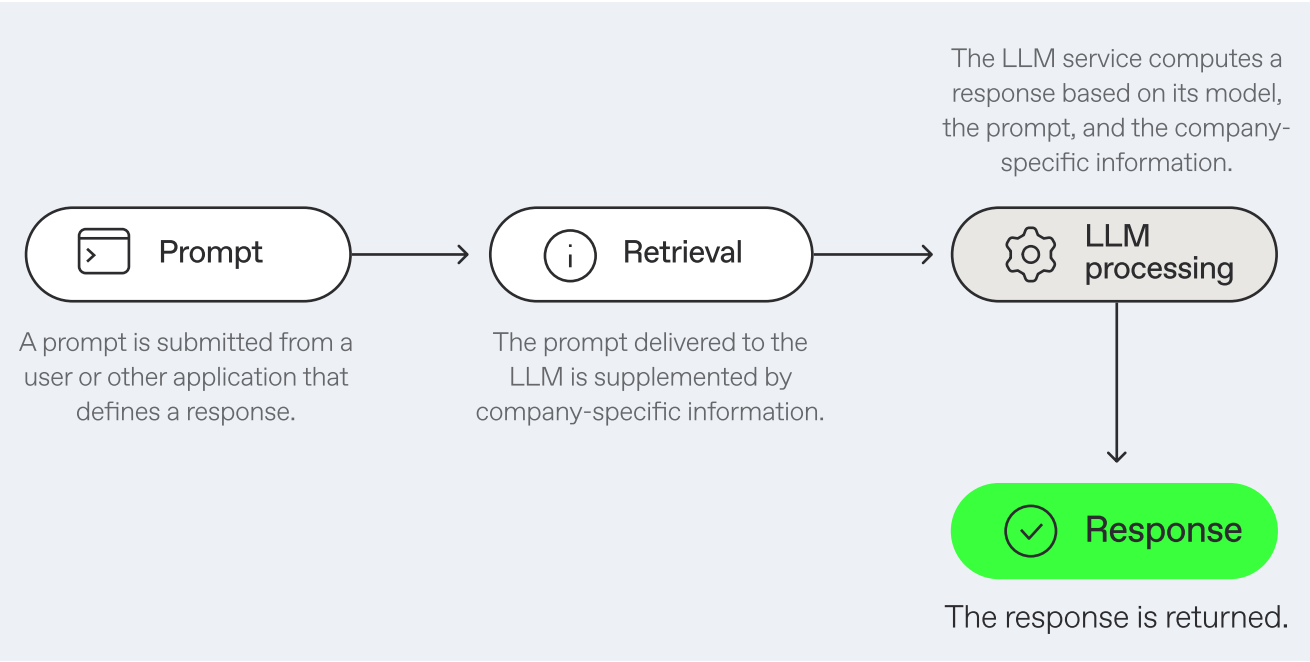 Prompt
A prompt is submitted from a
user or other application that
defines a response.
Retrieval
The prompt delivered to the
LLM is supplemented by
company-specific information.
The LLM service computes a
response based on its model,
the prompt, and the company-
specific information.
LLM
processing
Response
The response is returned.